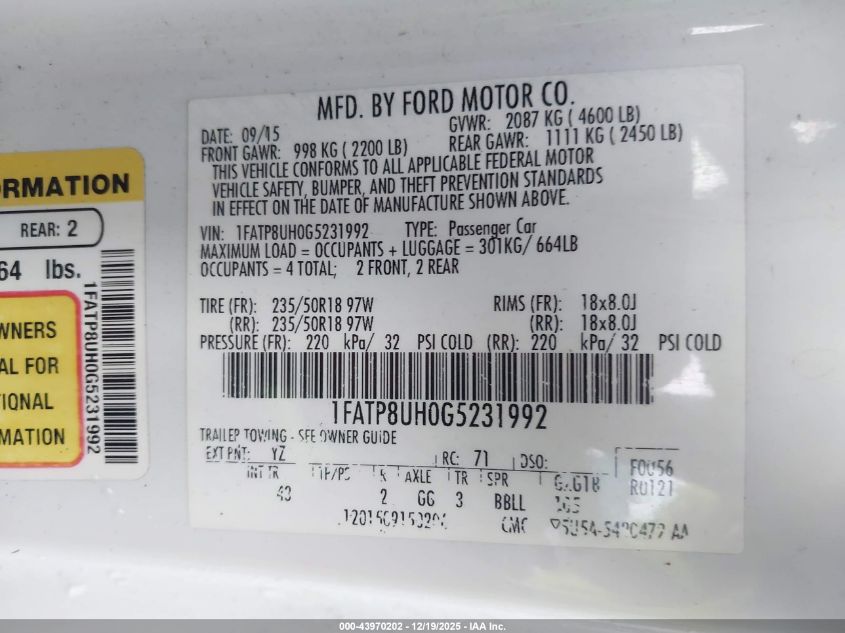 ORMATION
REAR: 2
64 lbs.
WNERS
AL FOR
TIONAL
MATION
1FATP8UH0G5231992
MFD. BY FORD MOTOR CO.
DATE: 09/15 GVWR: 2087 KG ( 4600 LB)
FRONT GAWR: 998 KG ( 2200 LB) REAR GAWR: 1111 KG ( 2450 LB)
THIS VEHICLE CONFORMS TO ALL APPLICABLE FEDERAL MOTOR
VEHICLE SAFETY, BUMPER, AND THEFT PREVENTION STANDARDS
IN EFFECT ON THE DATE OF MANUFACTURE SHOWN ABOVE.
VIN: 1FATP8UH0G5231992 TYPE: Passenger Car
MAXIMUM LOAD = OCCUPANTS + LUGGAGE = 301KG/ 664LB
OCCUPANTS = 4 TOTAL; 2 FRONT, 2 REAR
TIRE (FR): 235/50R18 97W RIMS (FR): 18x8.0J
(RR): 235/50R18 97W (RR): 18x8.0J
PRESSURE (FR): 220 kPa/ 32 PSI COLD (RR): 220 kPa/ 32 PSI COLD
1FATP8UH0G5231992
TRAILER TOWING - SEE OWNER GUIDE
EXT PNT: YZ RC: 71 DSO: F0056
INT TR TP/PS R AXLE TR SPR R0121
2 GG 3 BBLL
000-43970202 - 12/19/2025 - IAA Inc.